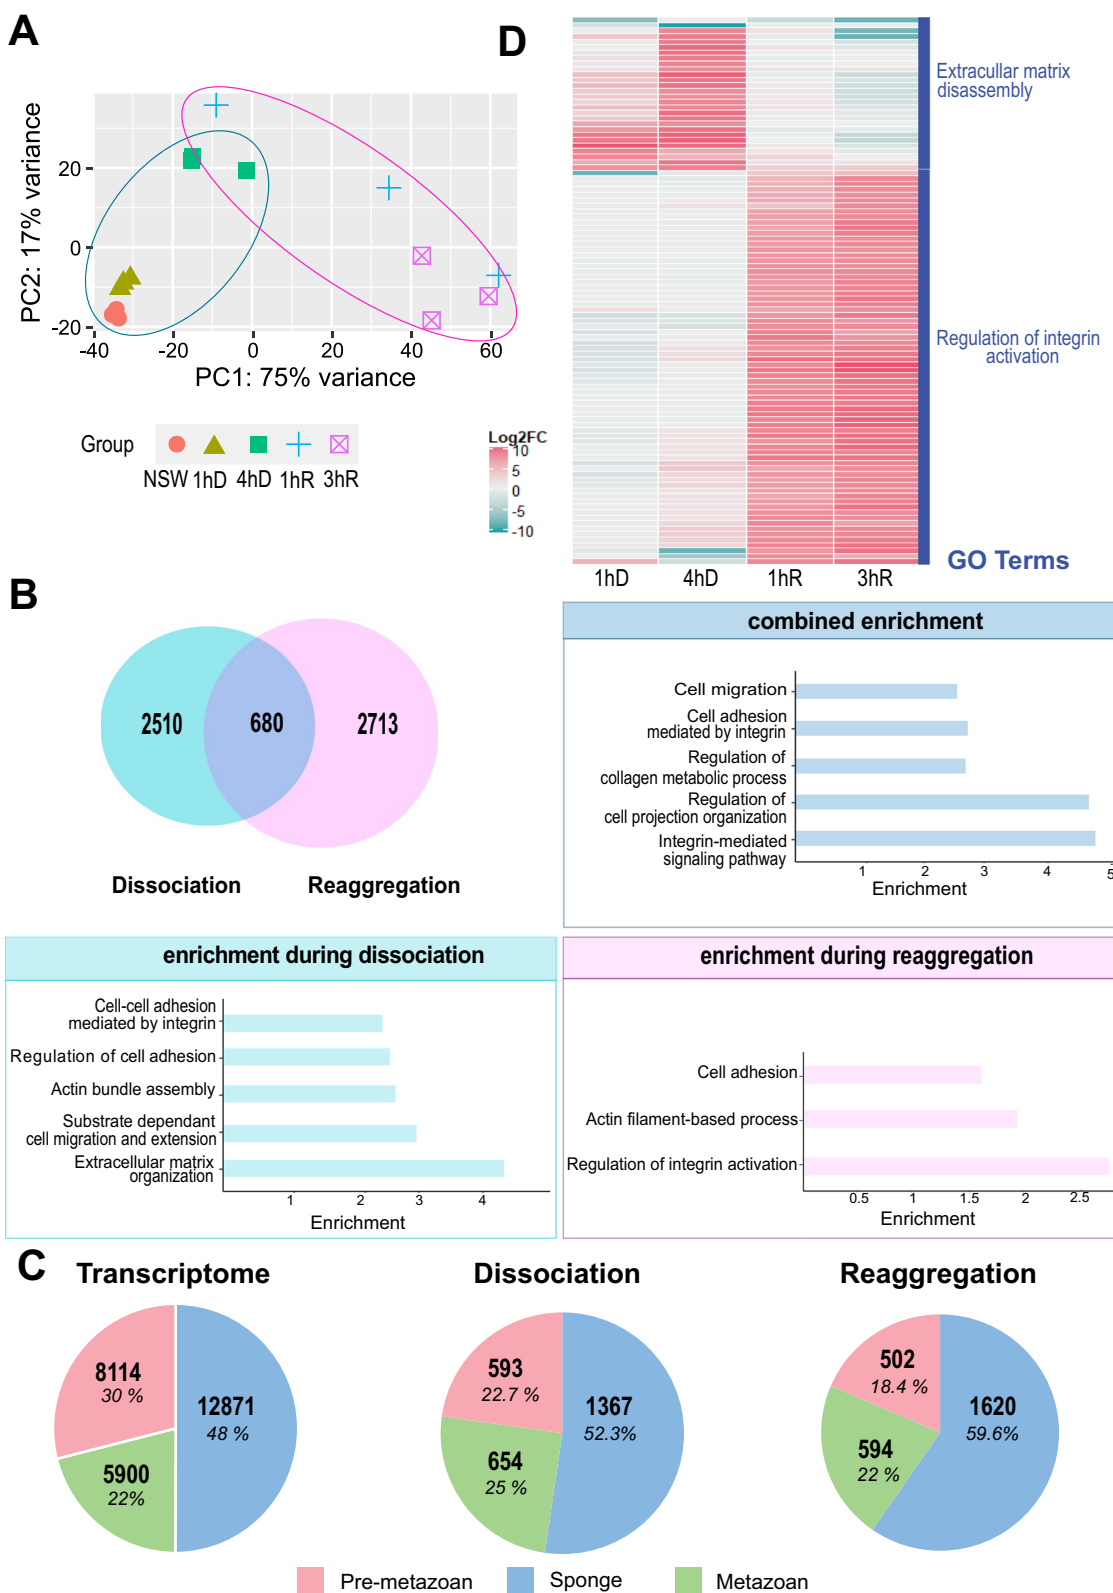 A
PC2: 17% variance
20
0
-20
-40
-20
0
20
40
60
PC1: 75% variance
Group
NSW
1hD
4hD
1hR
3hR
D
Extracullar matrix
disassembly
Regulation of integrin
activation
Log2FC
10
5
0
-5
-10
1hD
4hD
1hR
3hR
GO Terms
B
2510
680
2713
Dissociation
Reaggregation
combined enrichment
Cell migration
Cell adhesion
mediated by integrin
Regulation of
collagen metabolic process
Regulation of
cell projection organization
Integrin-mediated
signaling pathway
1
2
3
4
5
Enrichment
enrichment during dissociation
Cell-cell adhesion
mediated by integrin
Regulation of cell adhesion
Actin bundle assembly
Substrate dependant
cell migration and extension
Extracellular matrix
organization
1
2
3
4
Enrichment
enrichment during reaggregation
Cell adhesion
Actin filament-based process
Regulation of integrin activation
0.5
1
1.5
2
2.5
Enrichment
C
Transcriptome
8114
30 %
12871
48 %
5900
22%
Dissociation
593
22.7 %
1367
52.3%
654
25 %
Reaggregation
502
18.4 %
1620
59.6%
594
22 %
Pre-metazoan
Sponge
Metazoan